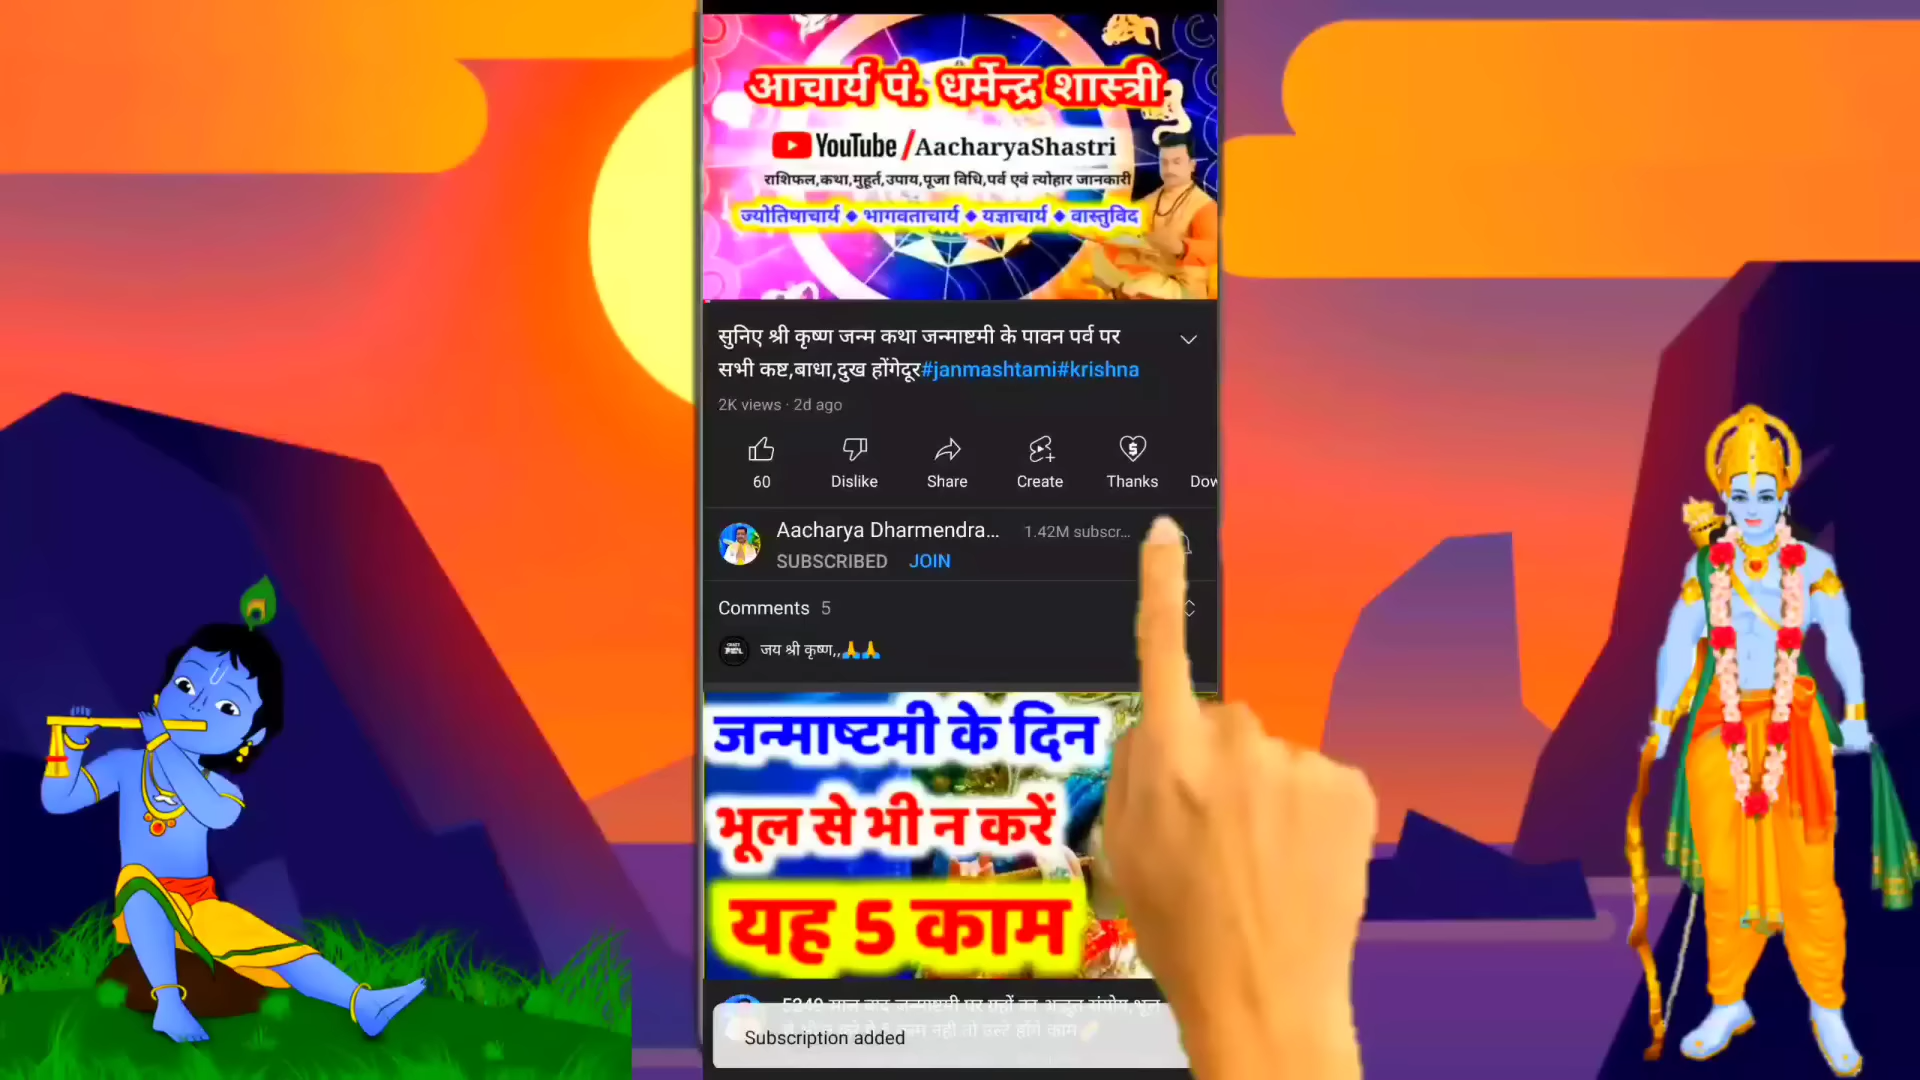 आचार्य पं. धर्मेन्द्र शास्त्री
YouTube/AacharyaShastri
राशिफल,कथा,मुहूर्त,उपाय,पूजा विधि,पर्व एवं त्योहार जानकारी
ज्योतिषाचार्य ◆ भागवताचार्य ◆ यज्ञाचार्य ◆ वास्तुविद
सुनिए श्री कृष्ण जन्म कथा जन्माष्टमी के पावन पर्व पर
सभी कष्ट,बाधा,दुख होंगेदूर#janmashtami#krishna
2K views · 2d ago
60 Dislike Share Create Thanks Dow
Aacharya Dharmendra... 1.42M subscr...
SUBSCRIBED JOIN
Comments 5
जय श्री कृष्ण,,🙏🙏
जन्माष्टमी के दिन
भूल से भी न करें
यह 5 काम
Subscription added